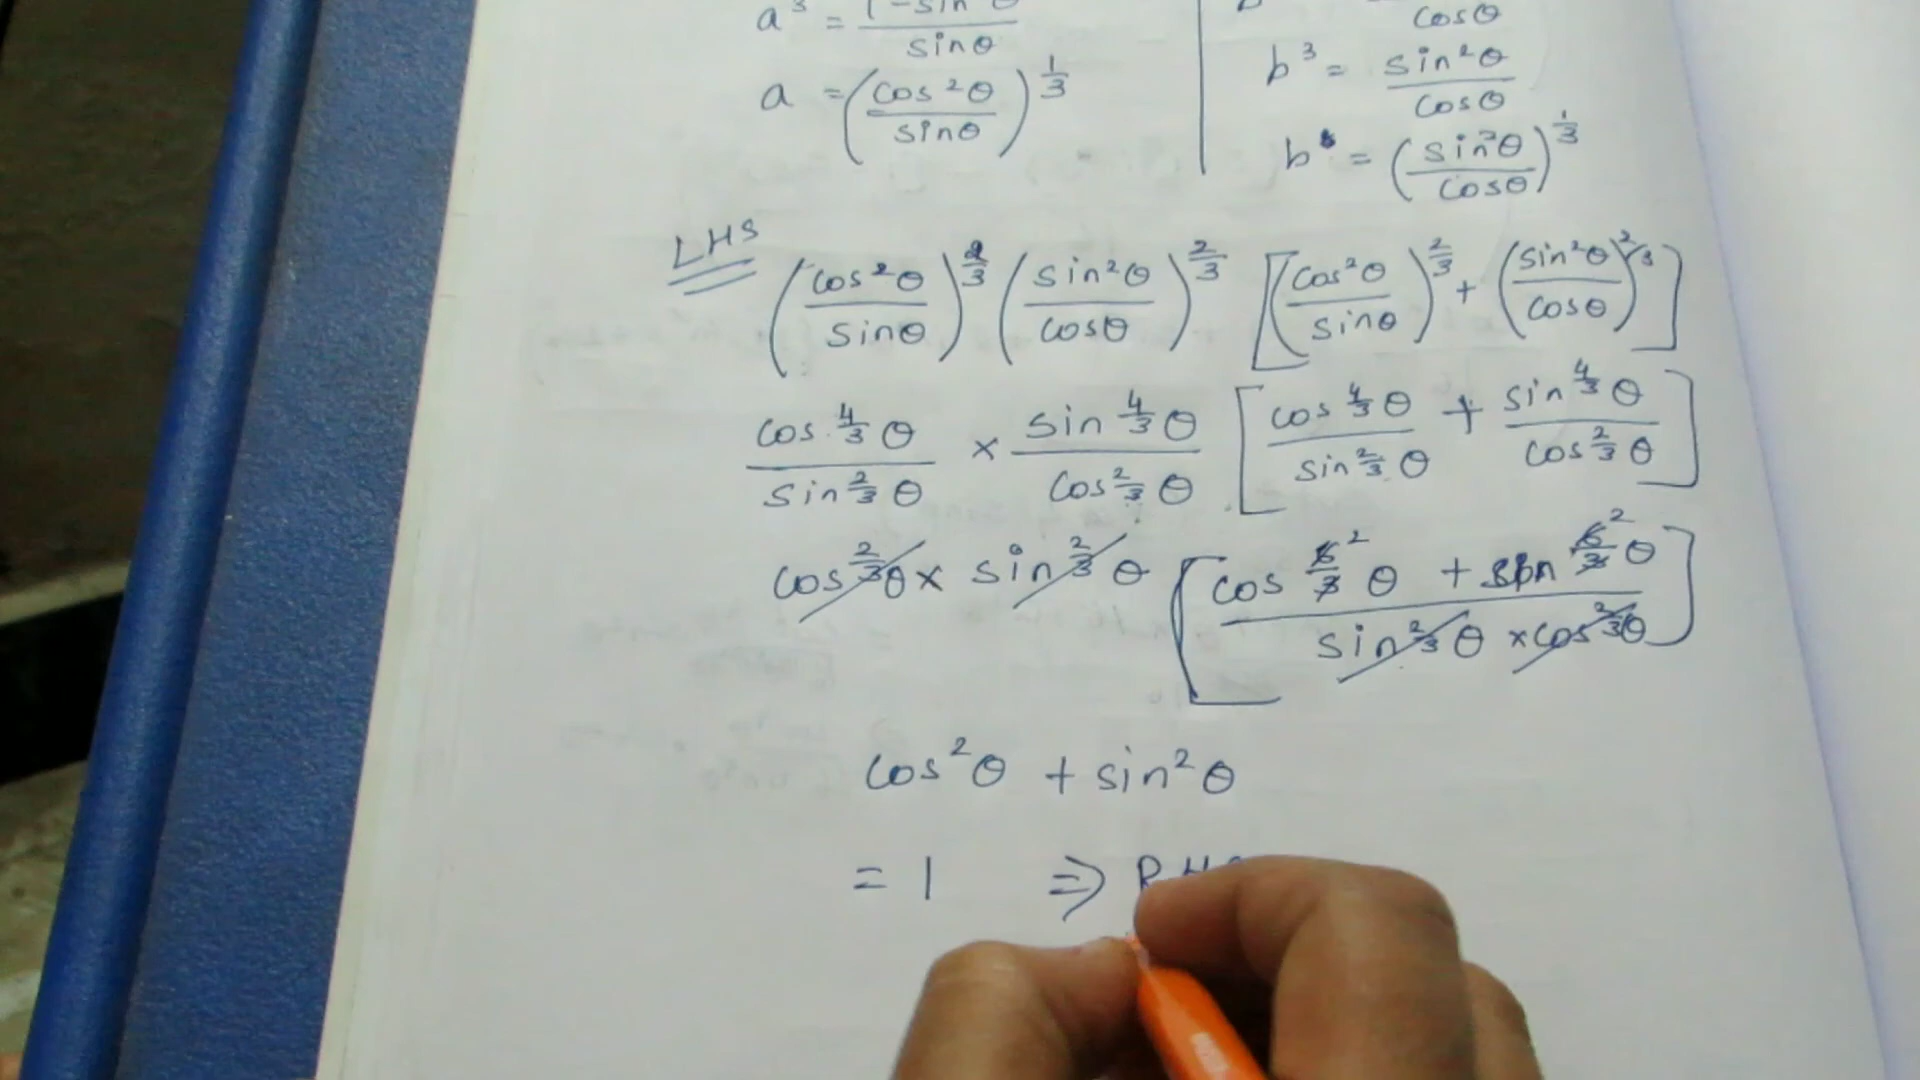 a³ = 1 - sin²θ / sinθ
a = (cos²θ / sinθ)^1/3
cosθ
b³ = sin²θ / cosθ
b = (sin²θ / cosθ)^1/3
LHS
(cos²θ / sinθ)^2/3 (sin²θ / cosθ)^2/3 [(cos²θ / sinθ)^2/3 + (sin²θ / cosθ)^2/3]
cos^4/3 θ / sin^2/3 θ × sin^4/3 θ / cos^2/3 θ [cos^4/3 θ / sin^2/3 θ + sin^4/3 θ / cos^2/3 θ]
cos^2/3 θ × sin^2/3 θ [cos^6/3 ² θ + sin^6/3 ² θ / sin^2/3 θ × cos^2/3 θ]
cos²θ + sin²θ
= 1 ⇒ RHS